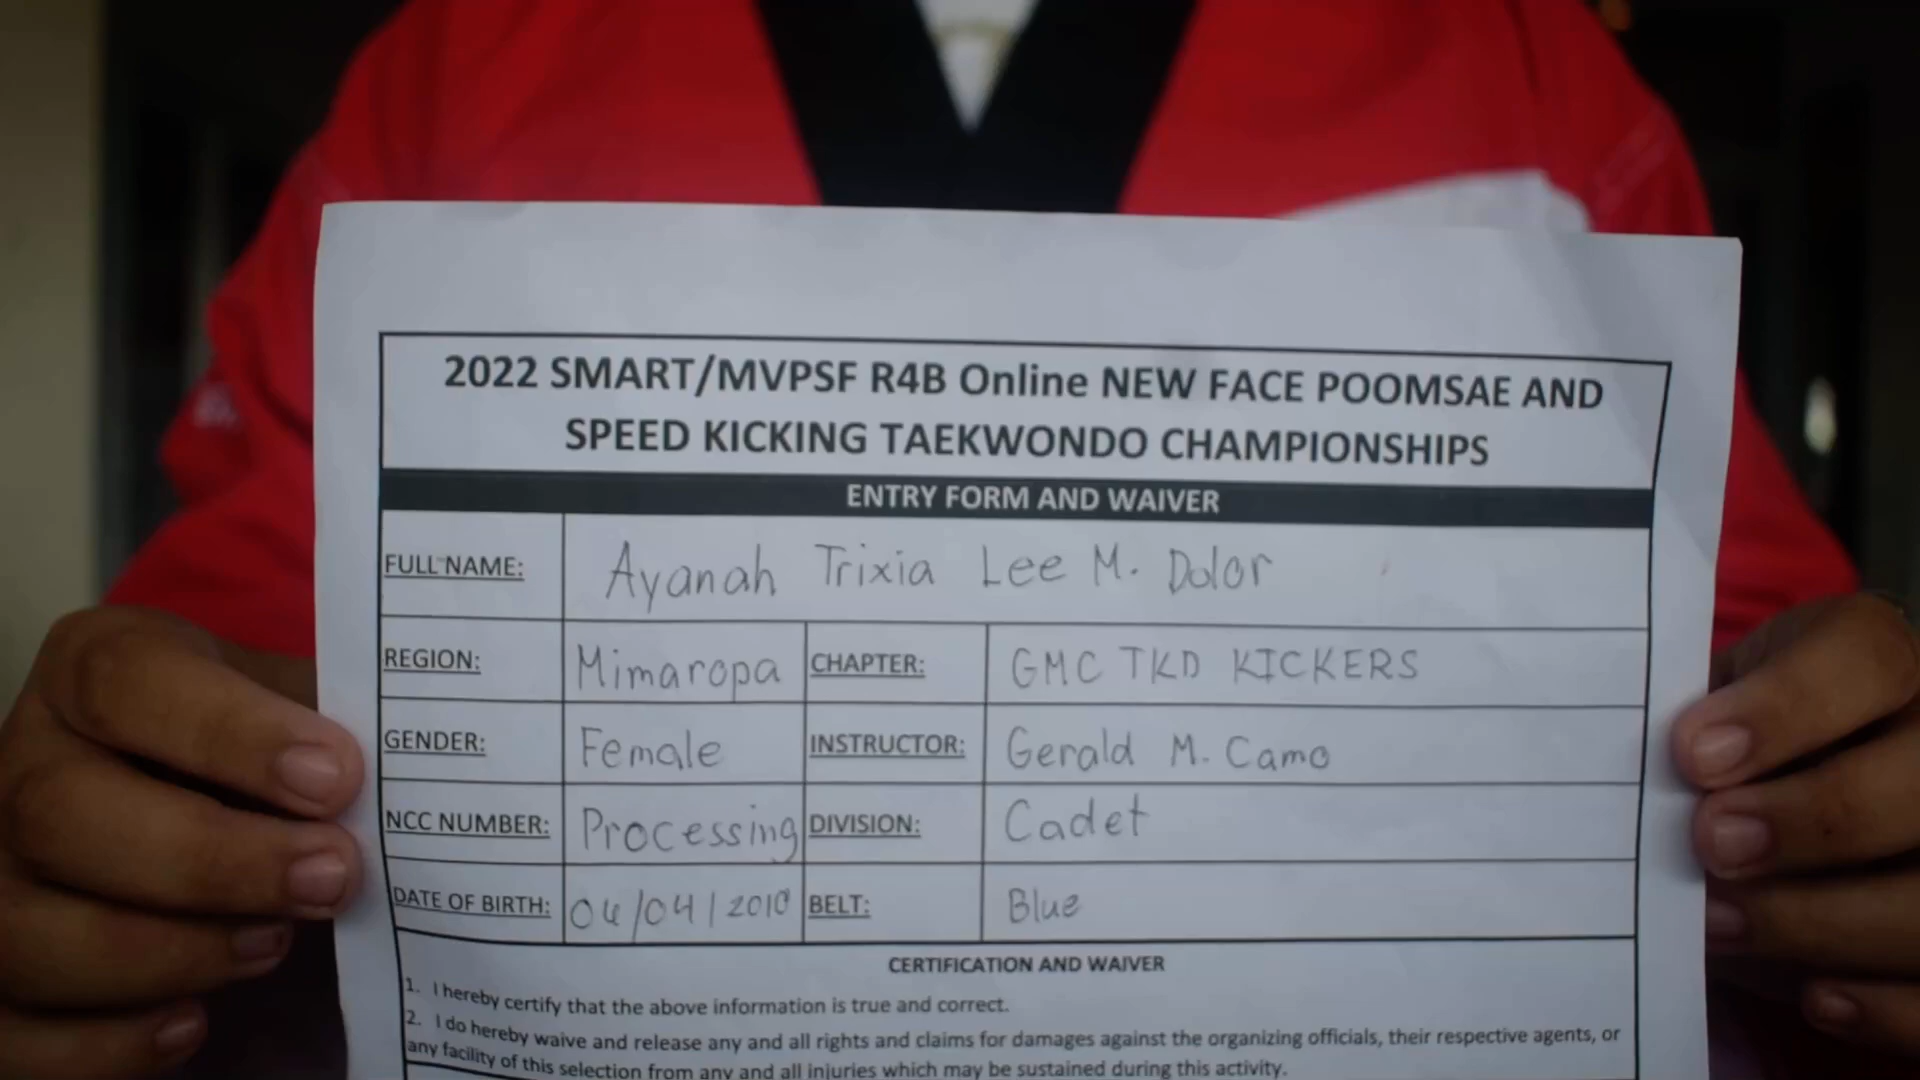 2022 SMART/MVPSF R4B Online NEW FACE POOMSAE AND
SPEED KICKING TAEKWONDO CHAMPIONSHIPS
ENTRY FORM AND WAIVER
FULL NAME: Ayanah Trixia Lee M. Dolor
REGION: Mimaropa CHAPTER: GMC TKD KICKERS
GENDER: Female INSTRUCTOR: Gerald M. Camo
NCC NUMBER: Processing DIVISION: Cadet
DATE OF BIRTH: 04/04/2010 BELT: Blue
CERTIFICATION AND WAIVER
1. I hereby certify that the above information is true and correct.
2. I do hereby waive and release any and all rights and claims for damages against the organizing officials, their respective agents, or
any facility of this selection from any and all injuries which may be sustained during this activity.